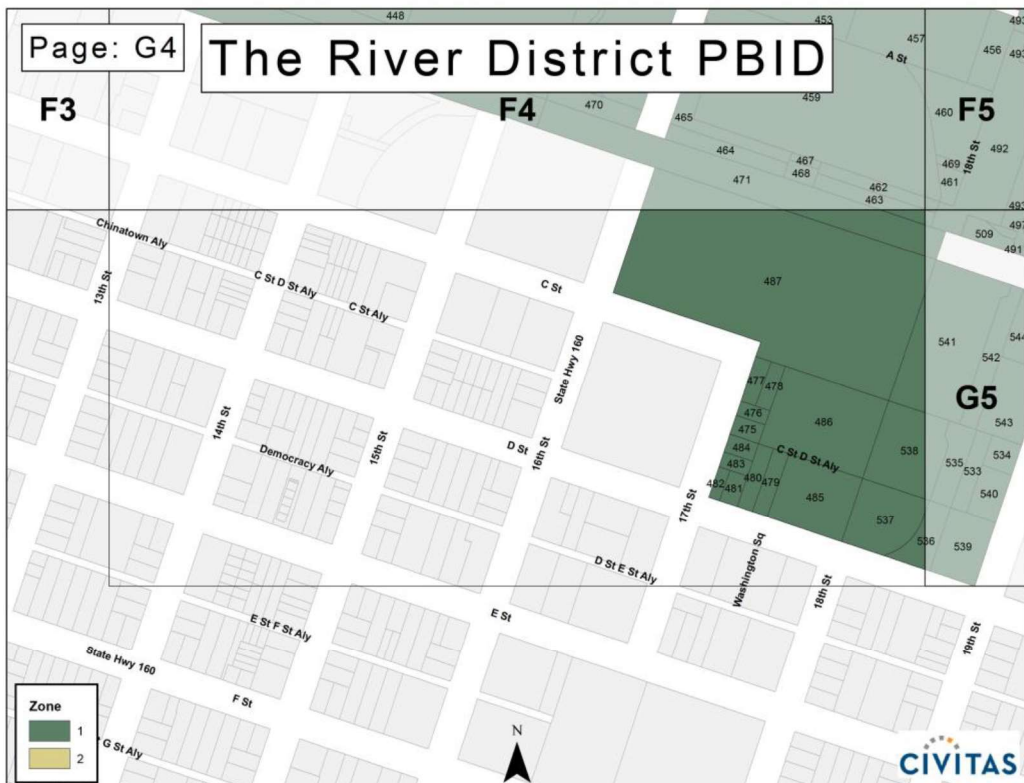 448
453
493
457
Page: G4
The River District PBID
456
493
A St
F3
470
F4
459
460
F5
465
464
467
469
18th St
492
471
468
462
461
463
493
Chinatown Aly
509
497
491
13th St
C St D St Aly
C St
487
C St Aly
State Hwy 160
541
544
542
477
478
G5
14th St
476
486
543
475
15th St
D St
484
C St D St Aly
538
534
Democracy Aly
16th St
483
535
533
482
481
480
479
485
540
17th St
537
536
539
D St E St Aly
Washington Sq
18th St
E St
E St F St Aly
19th St
State Hwy 160
F St
Zone
1
2
G St Aly
N
CIVITAS